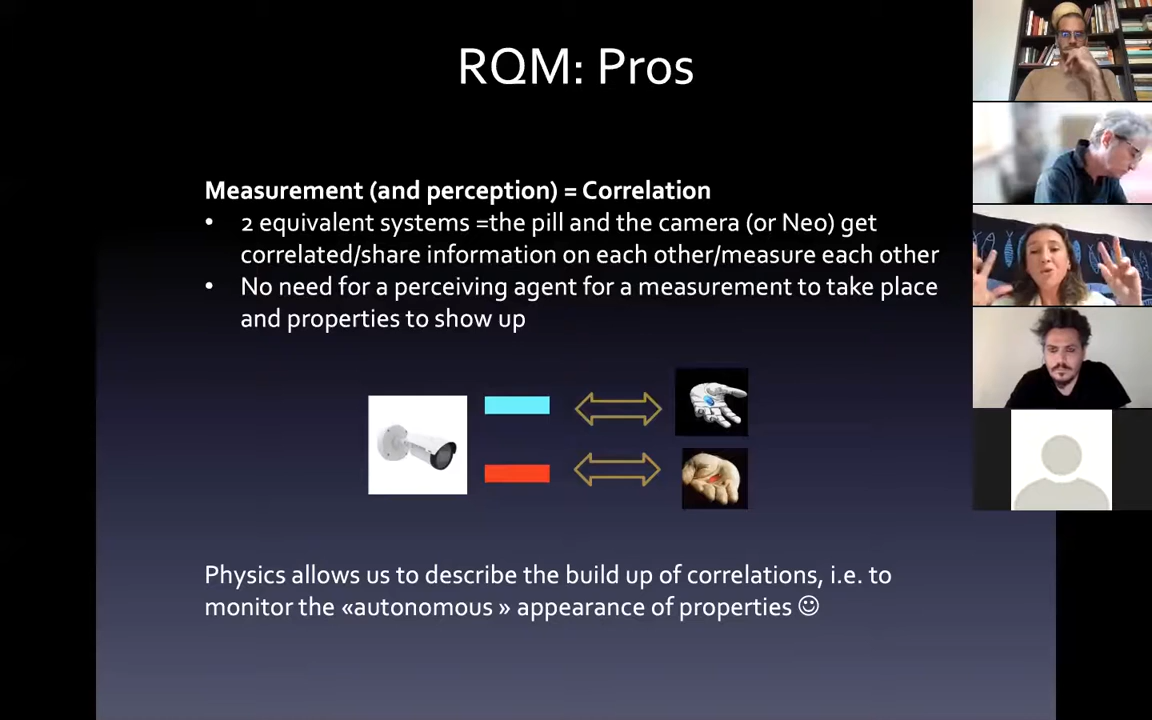 RQM: Pros
Measurement (and perception) = Correlation
• 2 equivalent systems =the pill and the camera (or Neo) get
correlated/share information on each other/measure each other
• No need for a perceiving agent for a measurement to take place
and properties to show up
Physics allows us to describe the build up of correlations, i.e. to
monitor the «autonomous » appearance of properties ☺